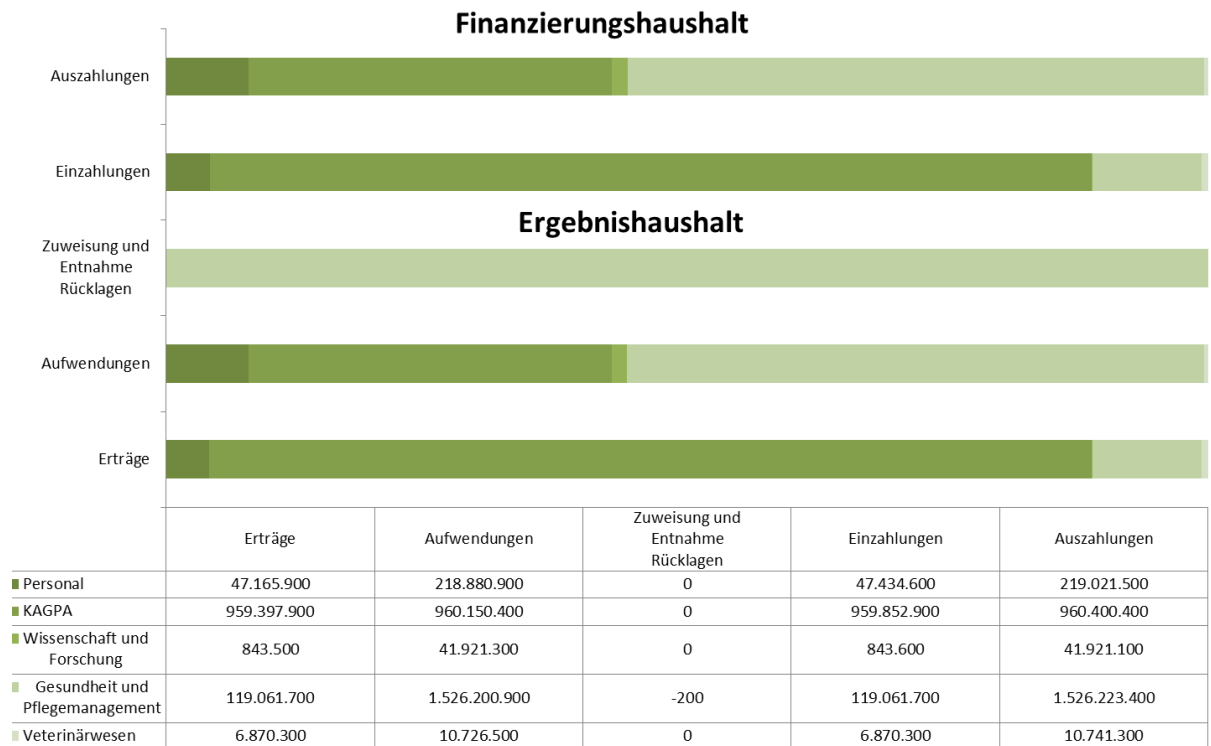 Finanzierungshaushalt
Auszahlungen
Einzahlungen
Ergebnishaushalt
Zuweisung und
Entnahme
Rücklagen
Aufwendungen
Erträge
Erträge Aufwendungen Zuweisung und Entnahme Rücklagen Einzahlungen Auszahlungen
Personal 47.165.900 218.880.900 0 47.434.600 219.021.500
KAGPA 959.397.900 960.150.400 0 959.852.900 960.400.400
Wissenschaft und
Forschung 843.500 41.921.300 0 843.600 41.921.100
Gesundheit und
Pflegemanagement 119.061.700 1.526.200.900 -200 119.061.700 1.526.223.400
Veterinärwesen 6.870.300 10.726.500 0 6.870.300 10.741.300